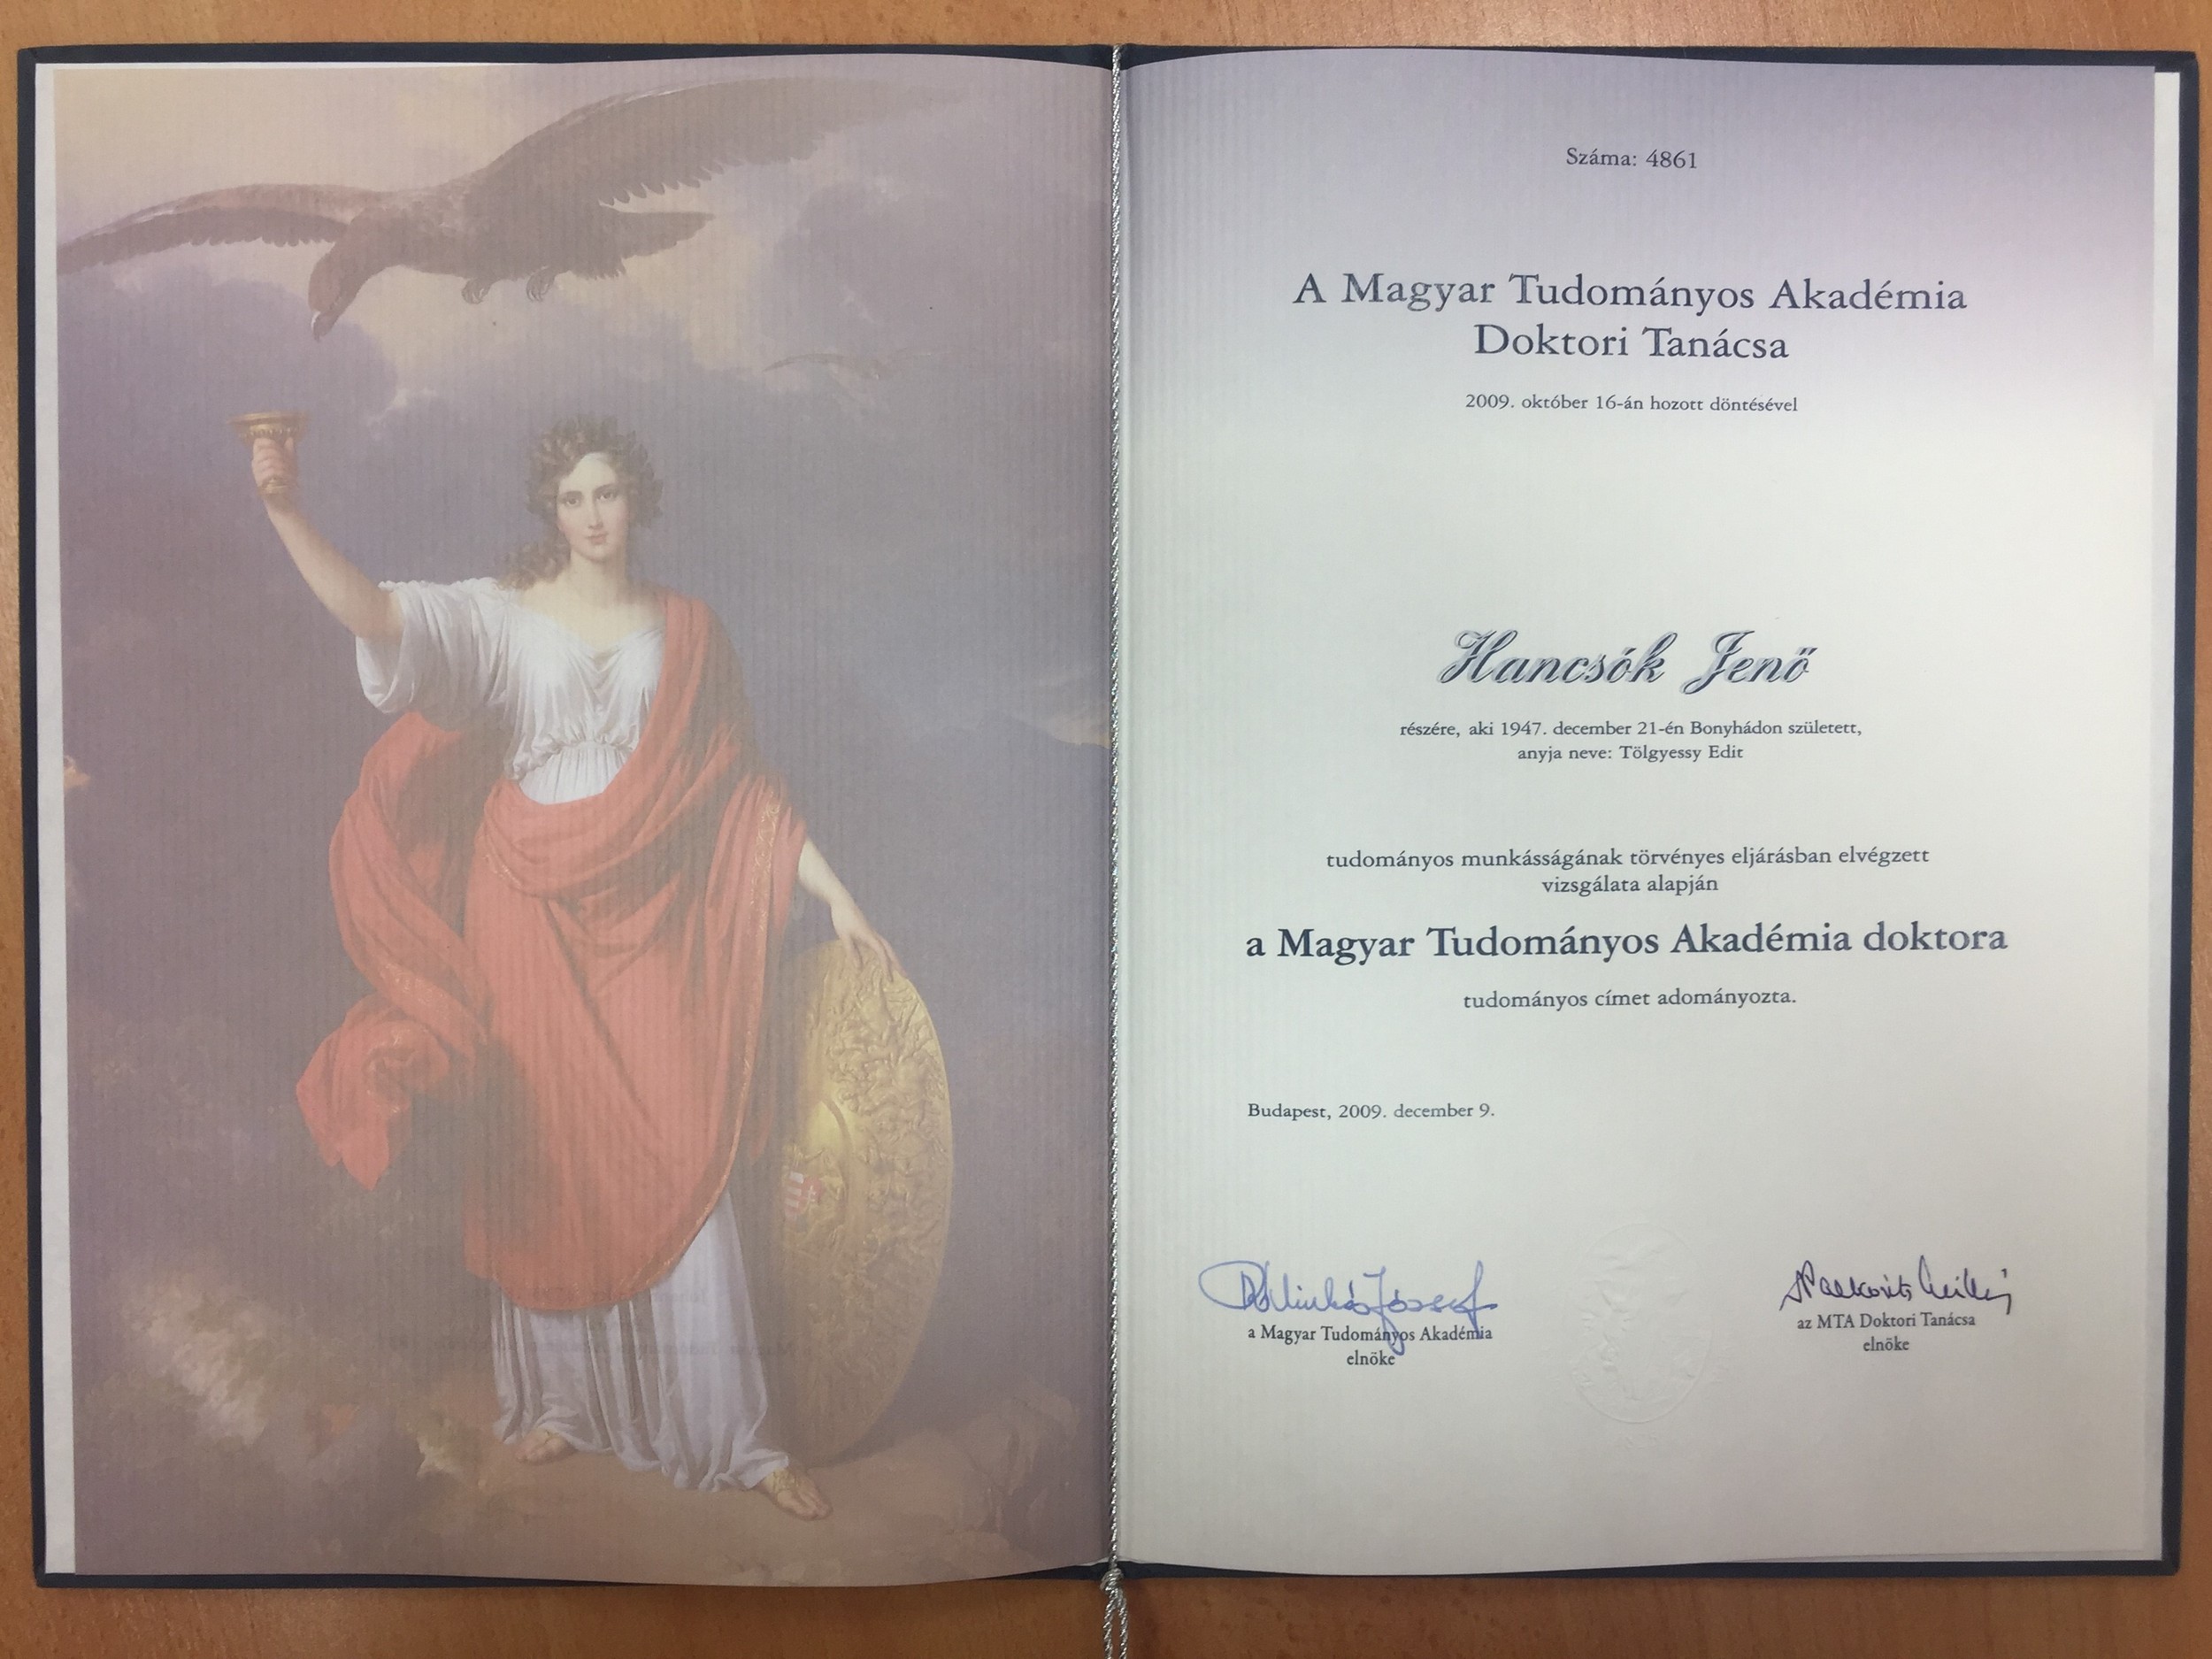 Száma: 4861
A Magyar Tudományos Akadémia
Doktori Tanácsa
2009. október 16-án hozott döntésével
Hancsók Jenő
részére, aki 1947. december 21-én Bonyhádon született,
anyja neve: Tölgyessy Edit
tudományos munkásságának törvényes eljárásban elvégzett
vizsgálata alapján
a Magyar Tudományos Akadémia doktora
tudományos címet adományozta.
Budapest, 2009. december 9.
Pálinkás József
a Magyar Tudományos Akadémia
elnöke
az MTA Doktori Tanácsa
elnöke